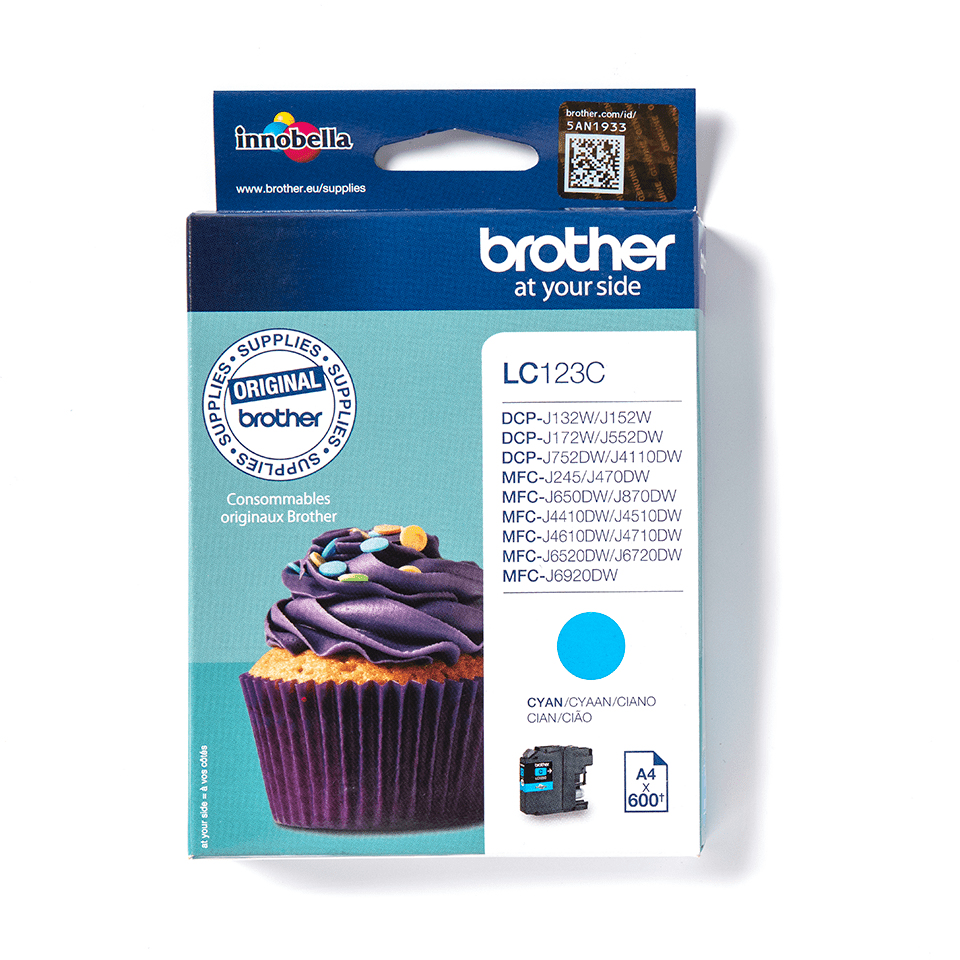 innobella
www.brother.eu/supplies
brother.com/id/
5AN1933
brother
at your side
SUPPLIES • SUPPLIES • SUPPLIES • SUPPLIES •
ORIGINAL
brother
Consommables
originaux Brother
LC123C
DCP-J132W/J152W
DCP-J172W/J552DW
DCP-J752DW/J4110DW
MFC-J245/J470DW
MFC-J650DW/J870DW
MFC-J4410DW/J4510DW
MFC-J4610DW/J4710DW
MFC-J6520DW/J6720DW
MFC-J6920DW
CYAN/CYAAN/CIANO
CIAN/CIÃO
brother
A4
x
600†
at your side = à vos côtés